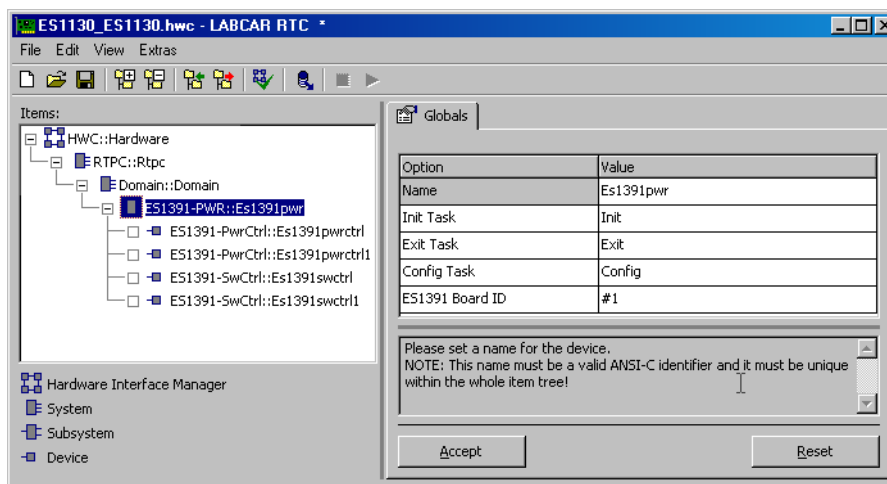 ES1130_ES1130.hwc - LABCAR RTC *
File Edit View Extras
Items:
HWC::Hardware
RTPC::Rtpc
Domain::Domain
ES1391-PWR::Es1391pwr
ES1391-PwrCtrl::Es1391pwrctrl
ES1391-PwrCtrl::Es1391pwrctrl1
ES1391-SwCtrl::Es1391swctrl
ES1391-SwCtrl::Es1391swctrl1
Hardware Interface Manager
System
Subsystem
Device
Globals
Option Value
Name Es1391pwr
Init Task Init
Exit Task Exit
Config Task Config
ES1391 Board ID #1
Please set a name for the device.
NOTE: This name must be a valid ANSI-C identifier and it must be unique
within the whole item tree!
Accept Reset